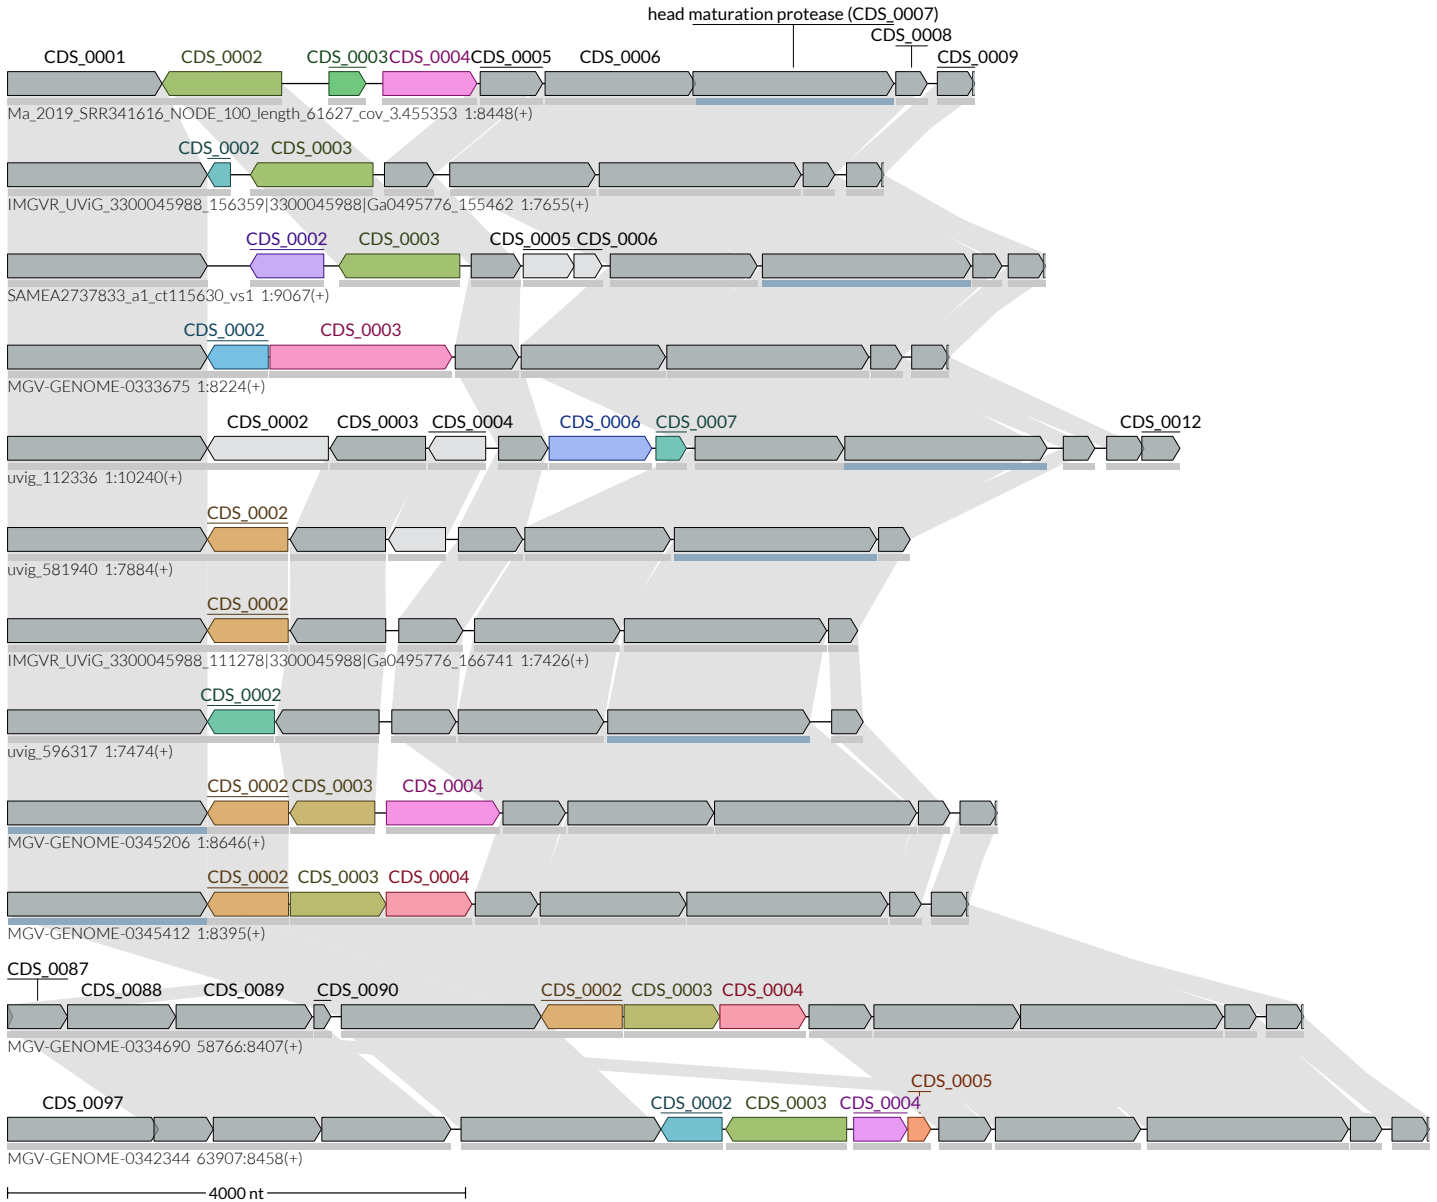 head maturation protease (CDS_0007)
CDS_0008
CDS_0001 CDS_0002 CDS_0003 CDS_0004 CDS_0005 CDS_0006 CDS_0009
Ma_2019_SRR341616_NODE_100_length_61627_cov_3.455353 1:8448(+)
CDS_0002 CDS_0003
IMGVR_UViG_3300045988_156359|3300045988|Ga0495776_155462 1:7655(+)
CDS_0002 CDS_0003 CDS_0005 CDS_0006
SAMEA2737833_a1_ct115630_vs1 1:9067(+)
CDS_0002 CDS_0003
MGV-GENOME-0333675 1:8224(+)
CDS_0002 CDS_0003 CDS_0004 CDS_0006 CDS_0007 CDS_0012
uvig_112336 1:10240(+)
CDS_0002
uvig_581940 1:7884(+)
CDS_0002
IMGVR_UViG_3300045988_111278|3300045988|Ga0495776_166741 1:7426(+)
CDS_0002
uvig_596317 1:7474(+)
CDS_0002 CDS_0003 CDS_0004
MGV-GENOME-0345206 1:8646(+)
CDS_0002 CDS_0003 CDS_0004
MGV-GENOME-0345412 1:8395(+)
CDS_0087
CDS_0088 CDS_0089 CDS_0090 CDS_0002 CDS_0003 CDS_0004
MGV-GENOME-0334690 58766:8407(+)
CDS_0005
CDS_0097 CDS_0002 CDS_0003 CDS_0004
MGV-GENOME-0342344 63907:8458(+)
4000 nt